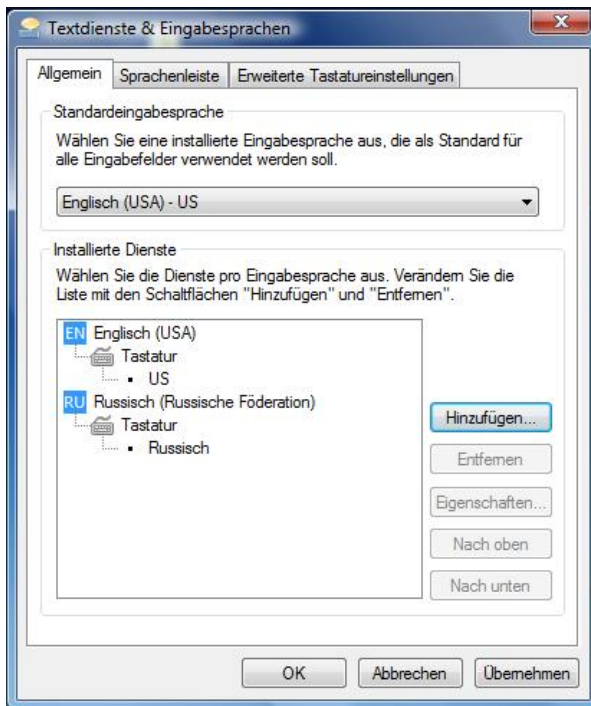 Textdienste & Eingabesprachen
Allgemein Sprachenleiste Erweiterte Tastatureinstellungen
Standardeingabesprache
Wählen Sie eine installierte Eingabesprache aus, die als Standard für
alle Eingabefelder verwendet werden soll.
Englisch (USA) - US
Installierte Dienste
Wählen Sie die Dienste pro Eingabesprache aus. Verändern Sie die
Liste mit den Schaltflächen "Hinzufügen" und "Entfernen".
EN Englisch (USA)
Tastatur
US
RU Russisch (Russische Föderation)
Tastatur
Russisch
Hinzufügen...
Entfernen
Eigenschaften...
Nach oben
Nach unten
OK Abbrechen Übernehmen